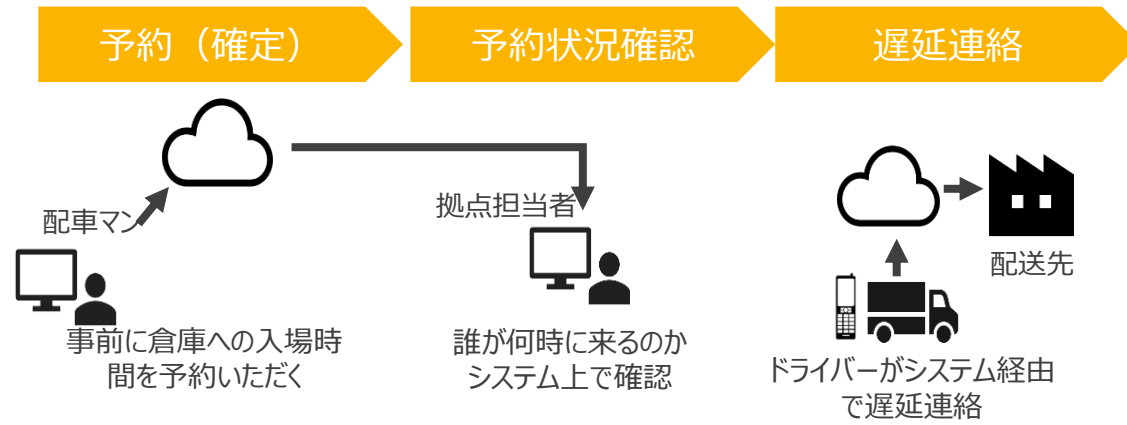 予約（確定）
予約状況確認
遅延連絡
配車マン
拠点担当者
配送先
事前に倉庫への入場時
間を予約いただく
誰が何時に来るのか
システム上で確認
ドライバーがシステム経由
で遅延連絡